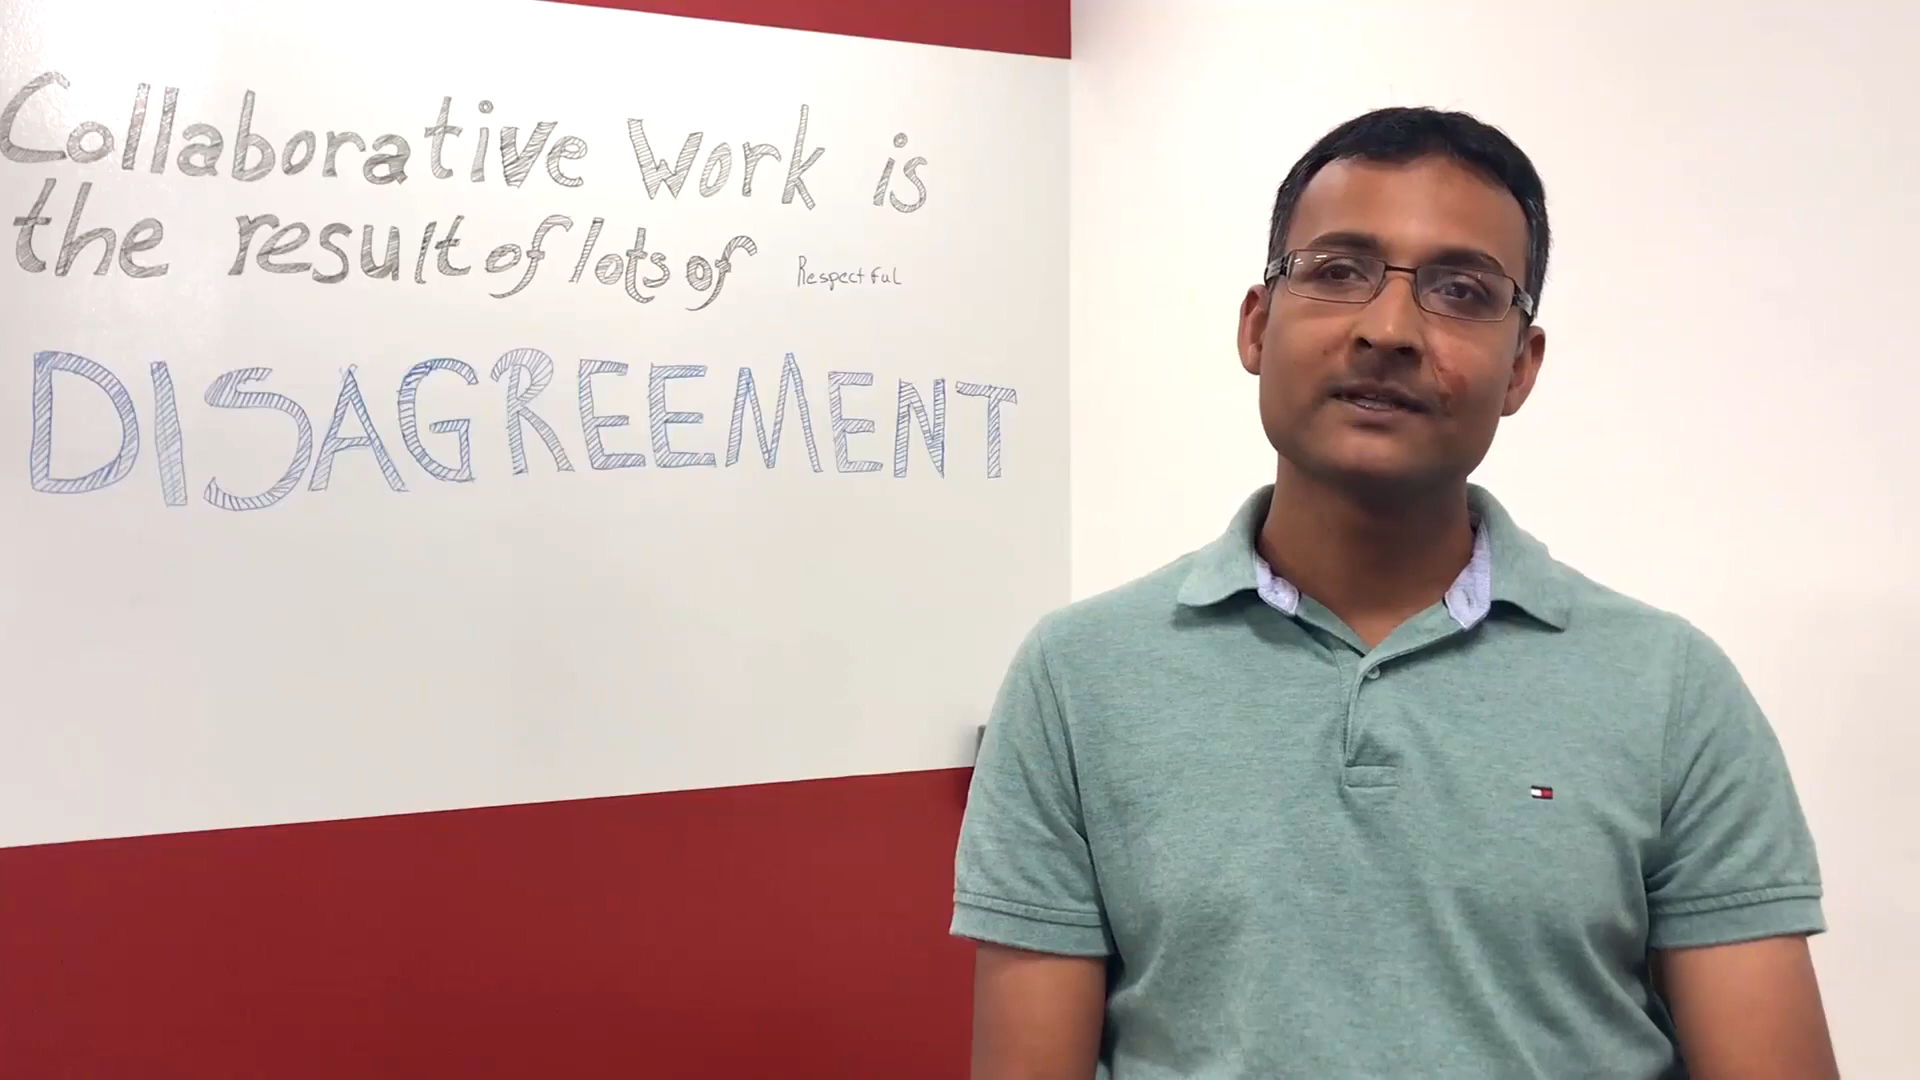 Collaborative Work is
the result of lots of Respectful
DISAGREEMENT